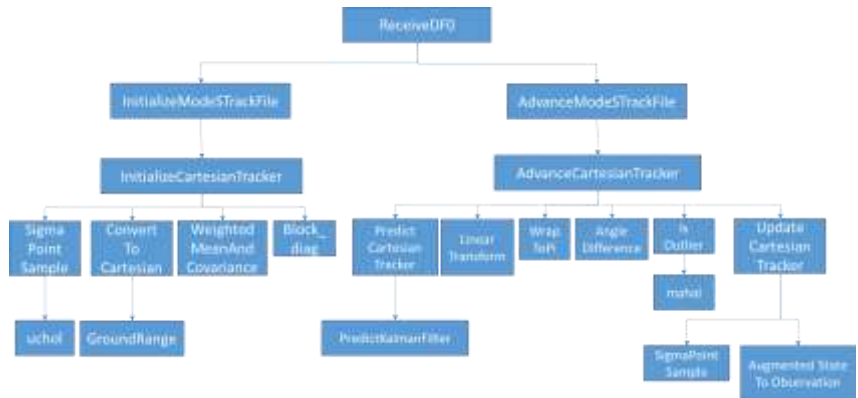 ReceiveDF0
InitializeModeSTrackFile
AdvanceModeSTrackFile
InitializeCartesianTracker
AdvanceCartesianTracker
Sigma
Point
Sample
Convert
To
Cartesian
Weighted
MeanAnd
Covariance
Block_
diag
Predict
Cartesian
Tracker
Linear
Transform
Wrap
ToPi
Angle
Difference
Is
Outlier
Update
Cartesian
Tracker
mahal
uchol
GroundRange
PredictKalmanFilter
SigmaPoint
Sample
Augmented State
To Observation